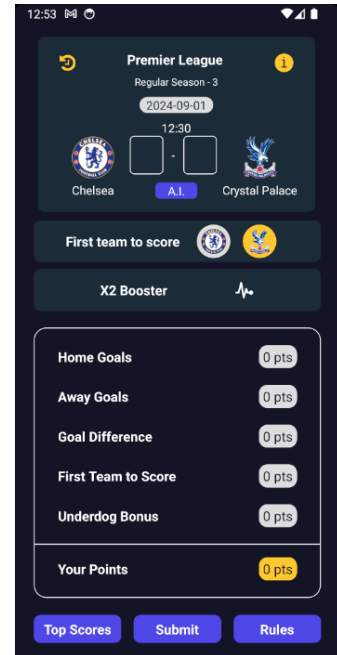 12:53
Premier League
i
Regular Season - 3
2024-09-01
12:30
-
Chelsea
A.I.
Crystal Palace
First team to score
X2 Booster
Home Goals 0 pts
Away Goals 0 pts
Goal Difference 0 pts
First Team to Score 0 pts
Underdog Bonus 0 pts
Your Points 0 pts
Top Scores Submit Rules